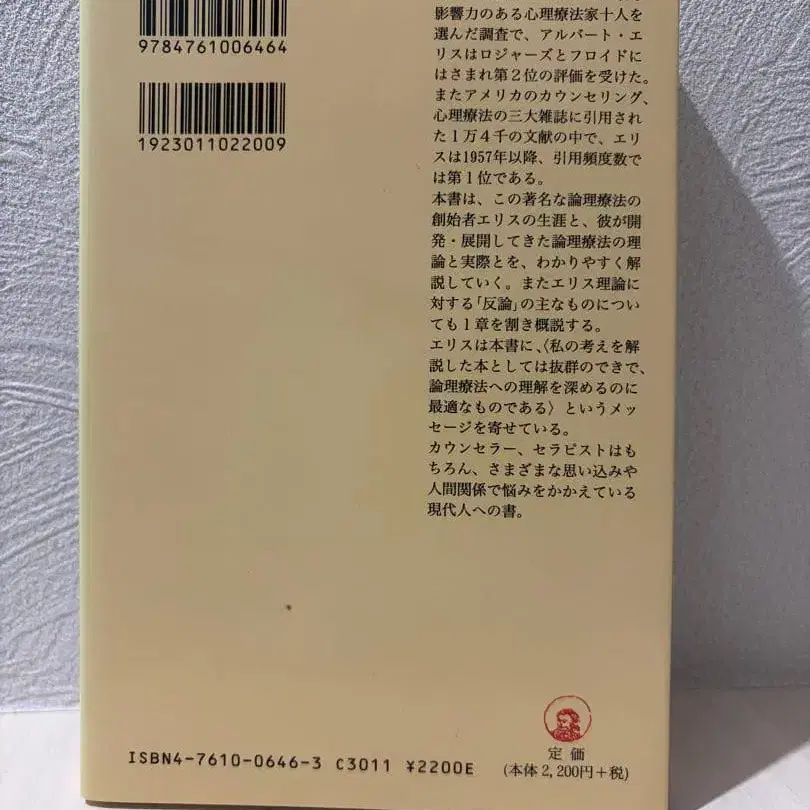 9784761006464
1923011022009
影響力のある心理療法家十人を
選んだ調査で、アルバート・エ
リスはロジャーズとフロイドに
はさまれ第2位の評価を受けた。
またアメリカのカウンセリング、
心理療法の三大雑誌に引用され
た1万4千の文献の中で、エリ
スは1957年以降、引用頻度数で
は第1位である。
本書は、この著名な論理療法の
創始者エリスの生涯と、彼が開
発・展開してきた論理療法の理
論と実際とを、わかりやすく解
説していく。またエリス理論に
対する「反論」の主なものについ
ても1章を割き概説する。
エリスは本書に、〈私の考えを解
説した本としては抜群のできで、
論理療法への理解を深めるのに
最適なものである〉というメッ
セージを寄せている。
カウンセラー、セラピストはも
ちろん、さまざまな思い込みや
人間関係で悩みをかかえている
現代人への書。
ISBN4-7610-0646-3 C3011 ¥2200E
定価
(本体2,200円+税)